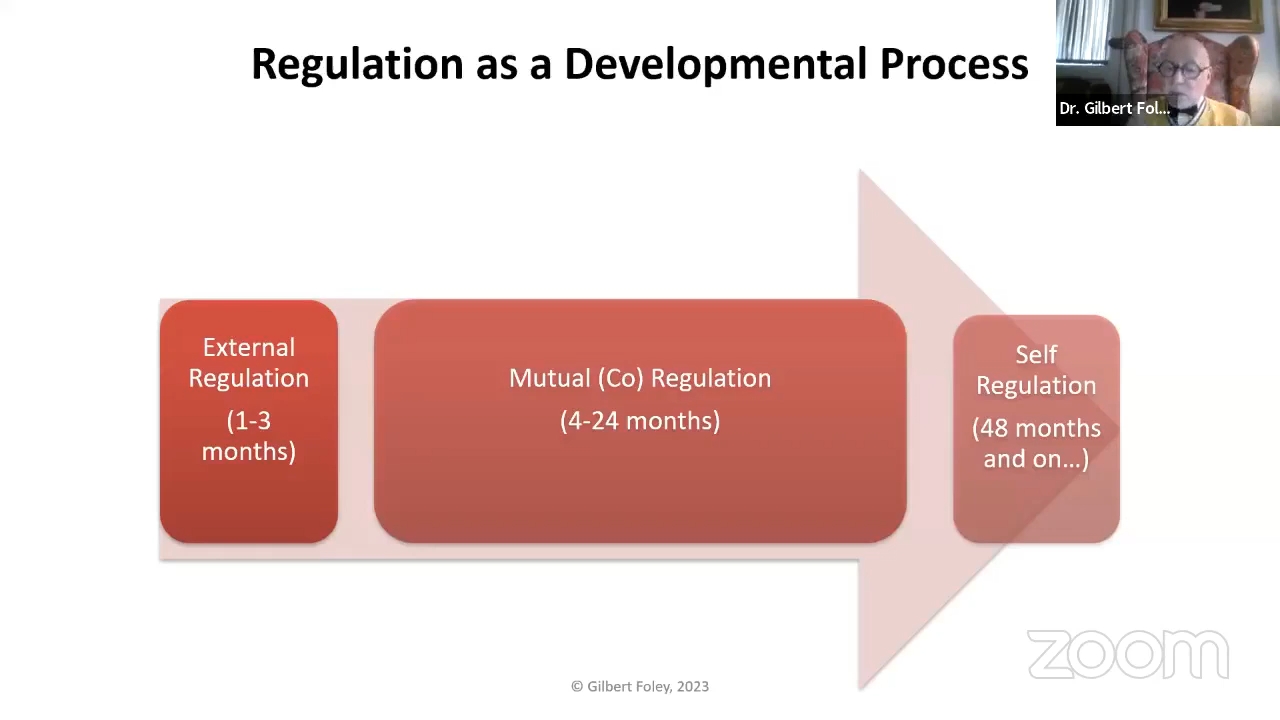 Regulation as a Developmental Process
Dr. Gilbert Fol...
External
Regulation
(1-3
months)
Mutual (Co) Regulation
(4-24 months)
Self
Regulation
(48 months
and on...)
zoom
© Gilbert Foley, 2023